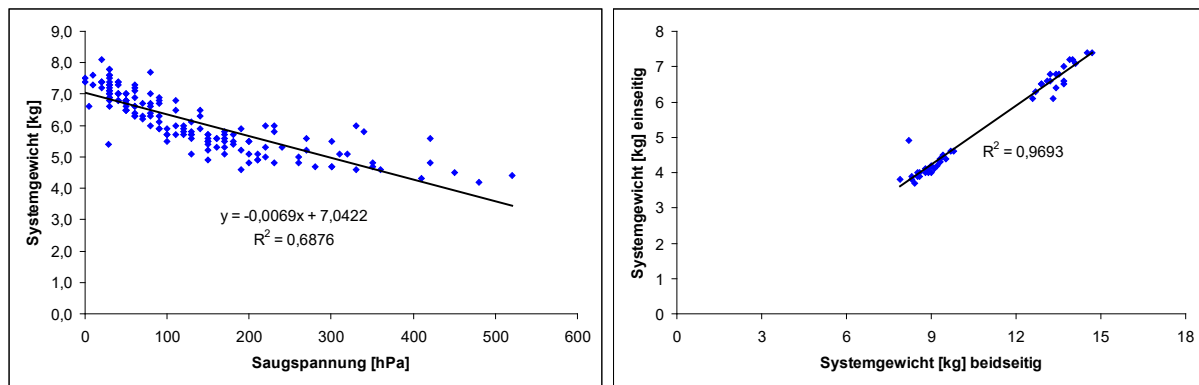 Systemgewicht [kg]
9,0
8,0
7,0
6,0
5,0
4,0
3,0
2,0
1,0
0,0
y = -0,0069x + 7,0422
R² = 0,6876
0 100 200 300 400 500 600
Saugspannung [hPa]
Systemgewicht [kg] einseitig
8
7
6
5
4
3
2
1
0
R² = 0,9693
0 3 6 9 12 15 18
Systemgewicht [kg] beidseitig